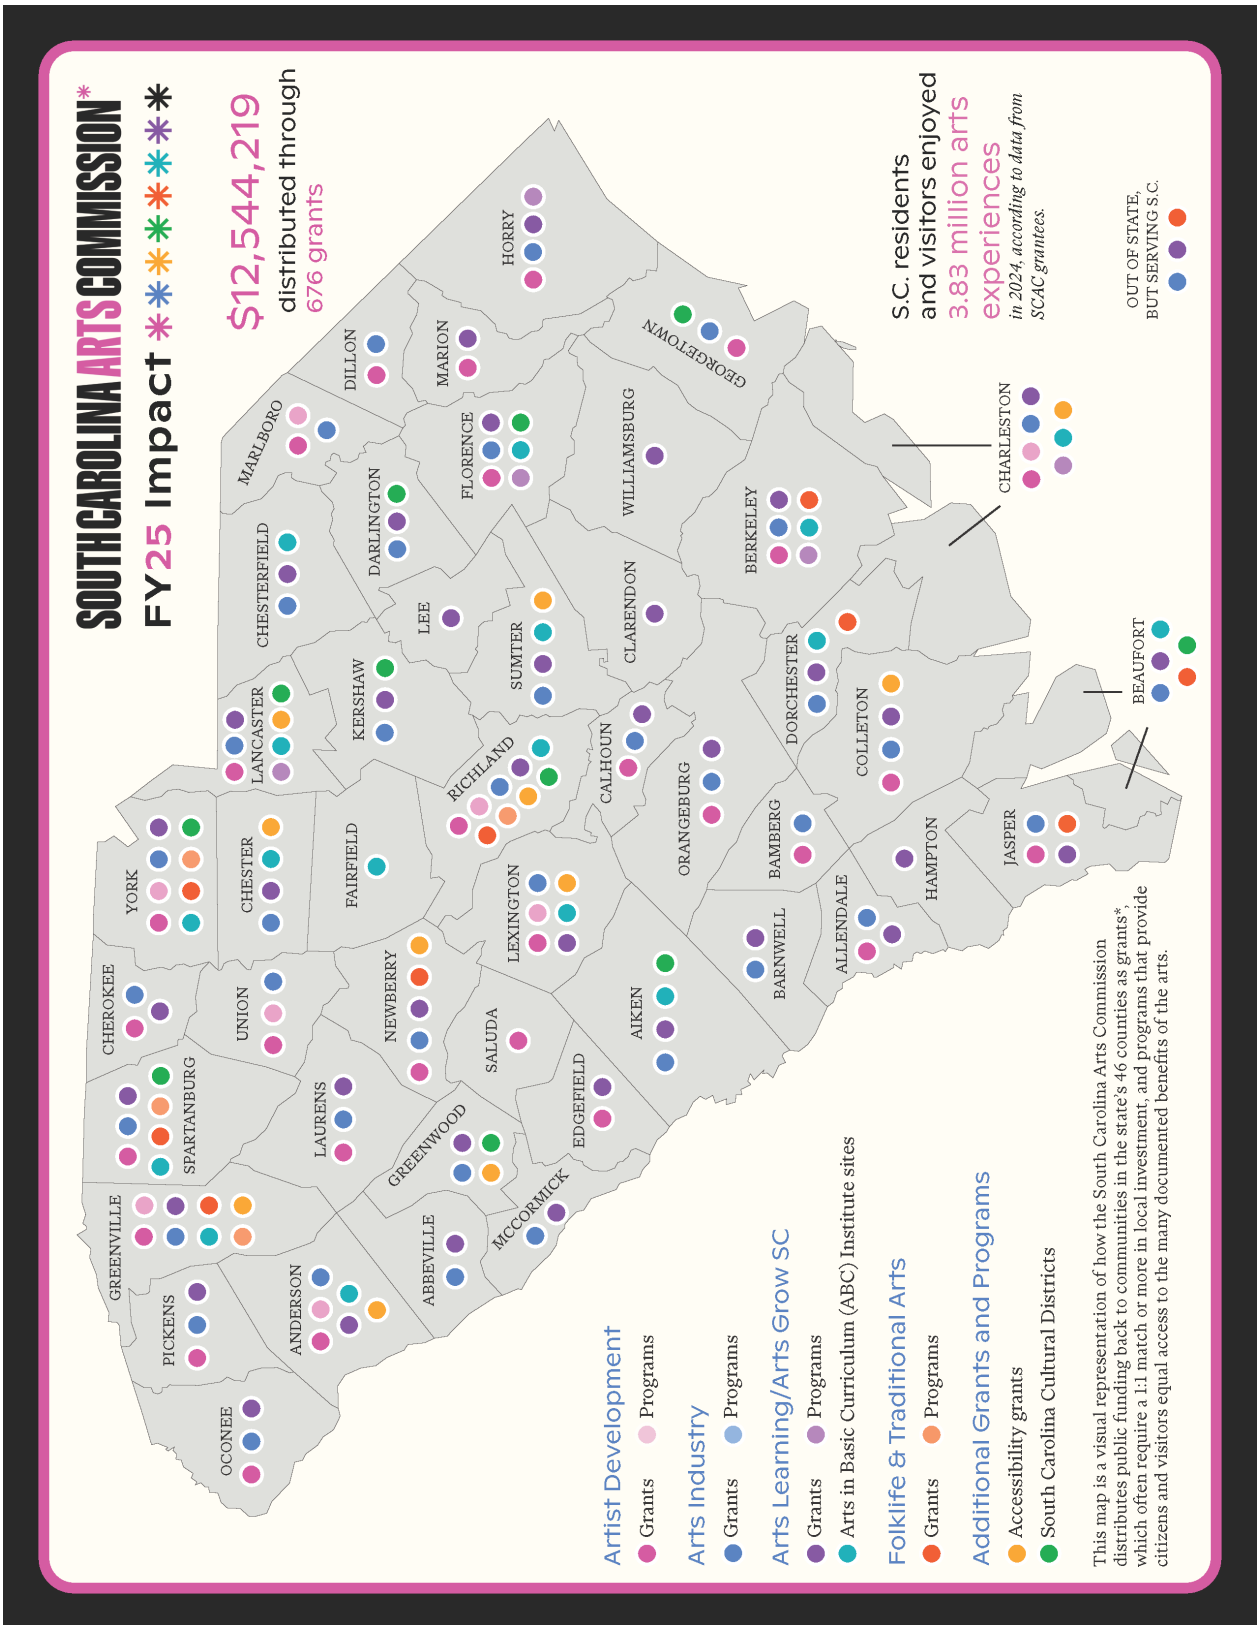 SOUTH CAROLINA ARTS COMMISSION*
FY25 Impact ********
$12,544,219
distributed through
676 grants
YORK
CHEROKEE
SPARTANBURG
GREENVILLE
PICKENS
OCONEE
ANDERSON
LANCASTER
CHESTERFIELD
MARLBORO
CHESTER
UNION
LAURENS
FAIRFIELD
KERSHAW
DARLINGTON
DILLON
NEWBERRY
GREENWOOD
ABBEVILLE
LEE
MARION
FLORENCE
HORRY
RICHLAND
SUMTER
LEXINGTON
SALUDA
MCCORMICK
EDGEFIELD
CALHOUN
CLARENDON
WILLIAMSBURG
GEORGETOWN
AIKEN
ORANGEBURG
BERKELEY
BARNWELL
BAMBERG
DORCHESTER
ALLENDALE
COLLETON
HAMPTON
JASPER
CHARLESTON
BEAUFORT
S.C. residents
and visitors enjoyed
3.83 million arts
experiences
in 2024, according to data from
SCAC grantees.
OUT OF STATE,
BUT SERVING S.C.
Artist Development
Grants Programs
Arts Industry
Grants Programs
Arts Learning/Arts Grow SC
Grants Programs
Arts in Basic Curriculum (ABC) Institute sites
Folklife & Traditional Arts
Grants Programs
Additional Grants and Programs
Accessibility grants
South Carolina Cultural Districts
This map is a visual representation of how the South Carolina Arts Commission
distributes public funding back to communities in the state's 46 counties as grants*,
which often require a 1:1 match or more in local investment, and programs that provide
citizens and visitors equal access to the many documented benefits of the arts.